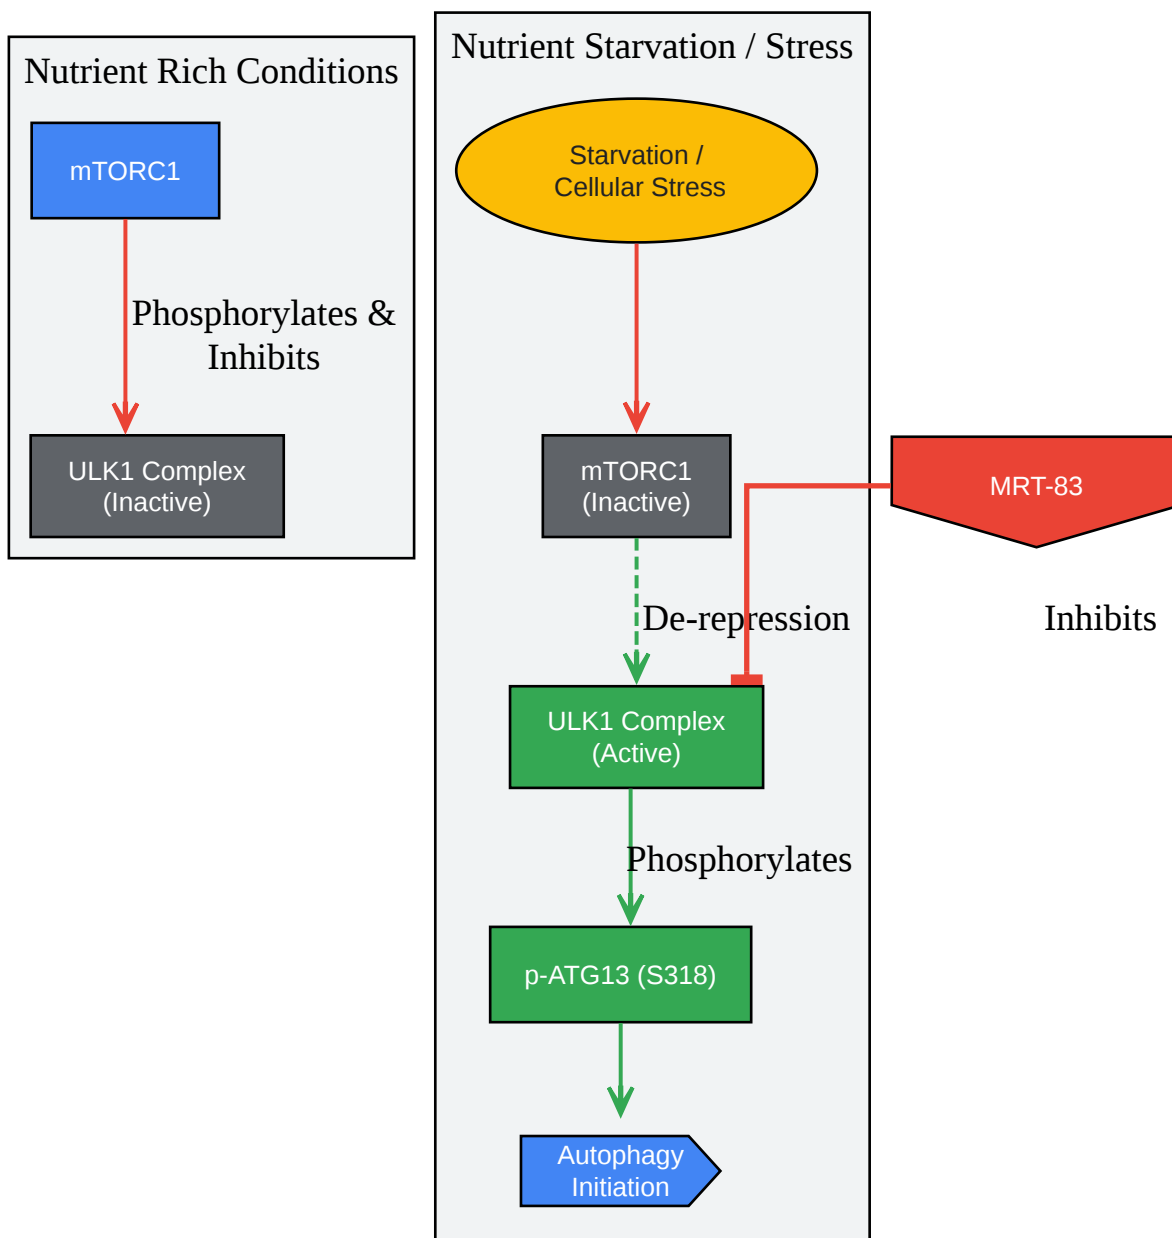 Nutrient Rich Conditions
mTORC1
Phosphorylates &
Inhibits
ULK1 Complex
(Inactive)
Nutrient Starvation / Stress
Starvation /
Cellular Stress
mTORC1
(Inactive)
MRT-83
De-repression
Inhibits
ULK1 Complex
(Active)
Phosphorylates
p-ATG13 (S318)
Autophagy
Initiation